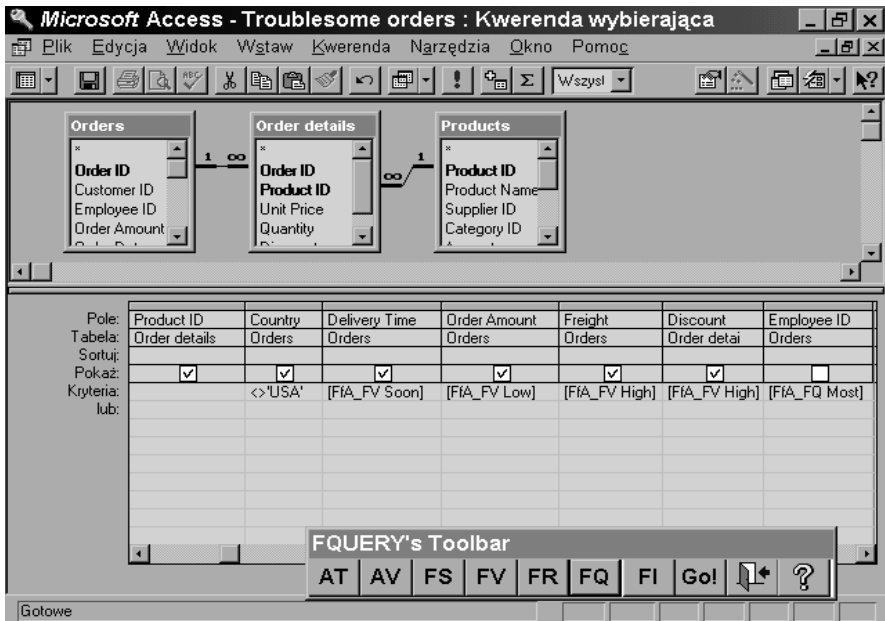 Microsoft Access - Troublesome orders : Kwerenda wybierająca
Plik Edycja Widok Wstaw Kwerenda Narzędzia Okno Pomoc
ABC Σ Wszyst
Orders
*
Order ID
Customer ID
Employee ID
Order Amount
1 ∞
Order details
*
Order ID
Product ID
Unit Price
Quantity
∞ 1
Products
*
Product ID
Product Name
Supplier ID
Category ID
Pole: Product ID Country Delivery Time Order Amount Freight Discount Employee ID
Tabela: Order details Orders Orders Orders Orders Order detai Orders
Sortuj:
Pokaż:
Kryteria: <>'USA' [FfA_FV Soon] [FfA_FV Low] [FfA_FV High] [FfA_FV High] [FfA_FQ Most]
lub:
FQUERY's Toolbar
AT AV FS FV FR FQ FI Go! ?
Gotowe